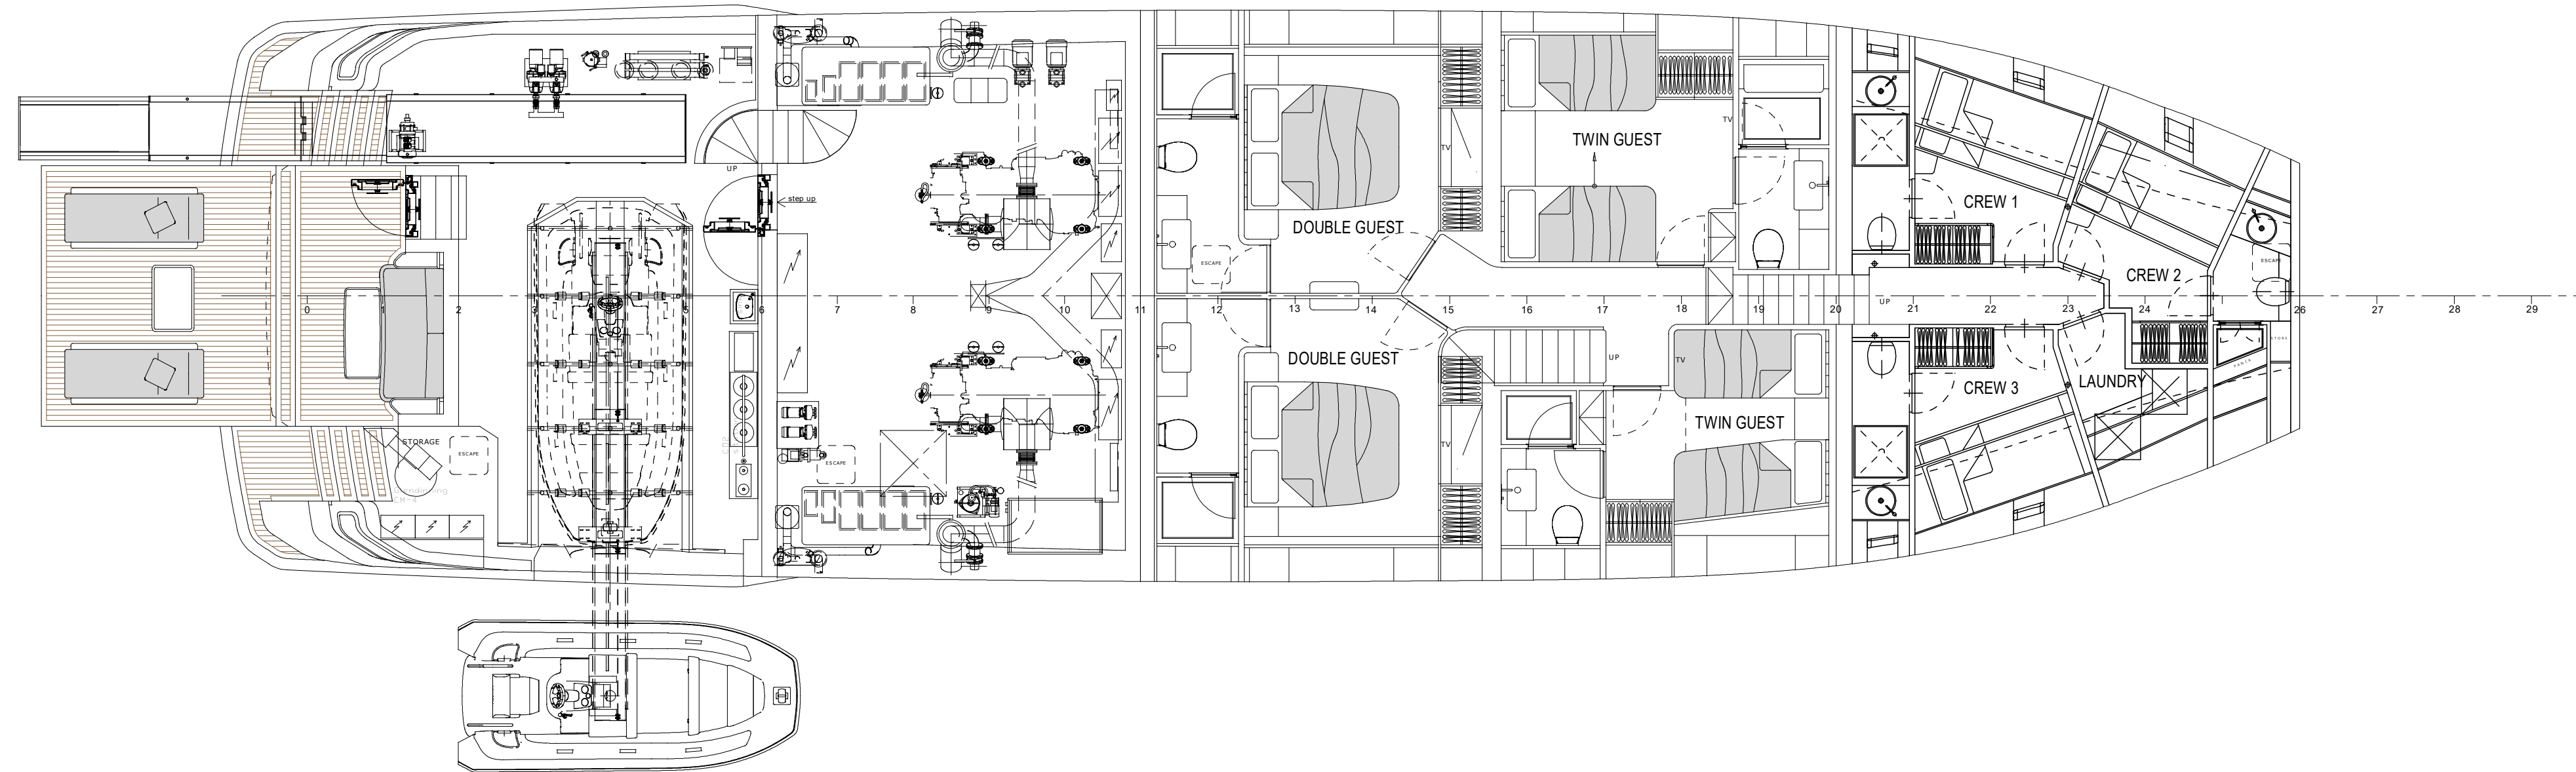 UP
step up
TV
TWIN GUEST
TV
DOUBLE GUEST
ESCAPE
CREW 1
CREW 2
ESCAPE
0 1 2 3 5 6 7 8 9 10 11 12 13 14 15 16 17 18 19 20 21 22 23 24 26 27 28 29
UP
DOUBLE GUEST
UP
TV
TWIN GUEST
TV
CREW 3
LAUNDRY
STORE
STORAGE
ESCAPE
ESCAPE
CM-4